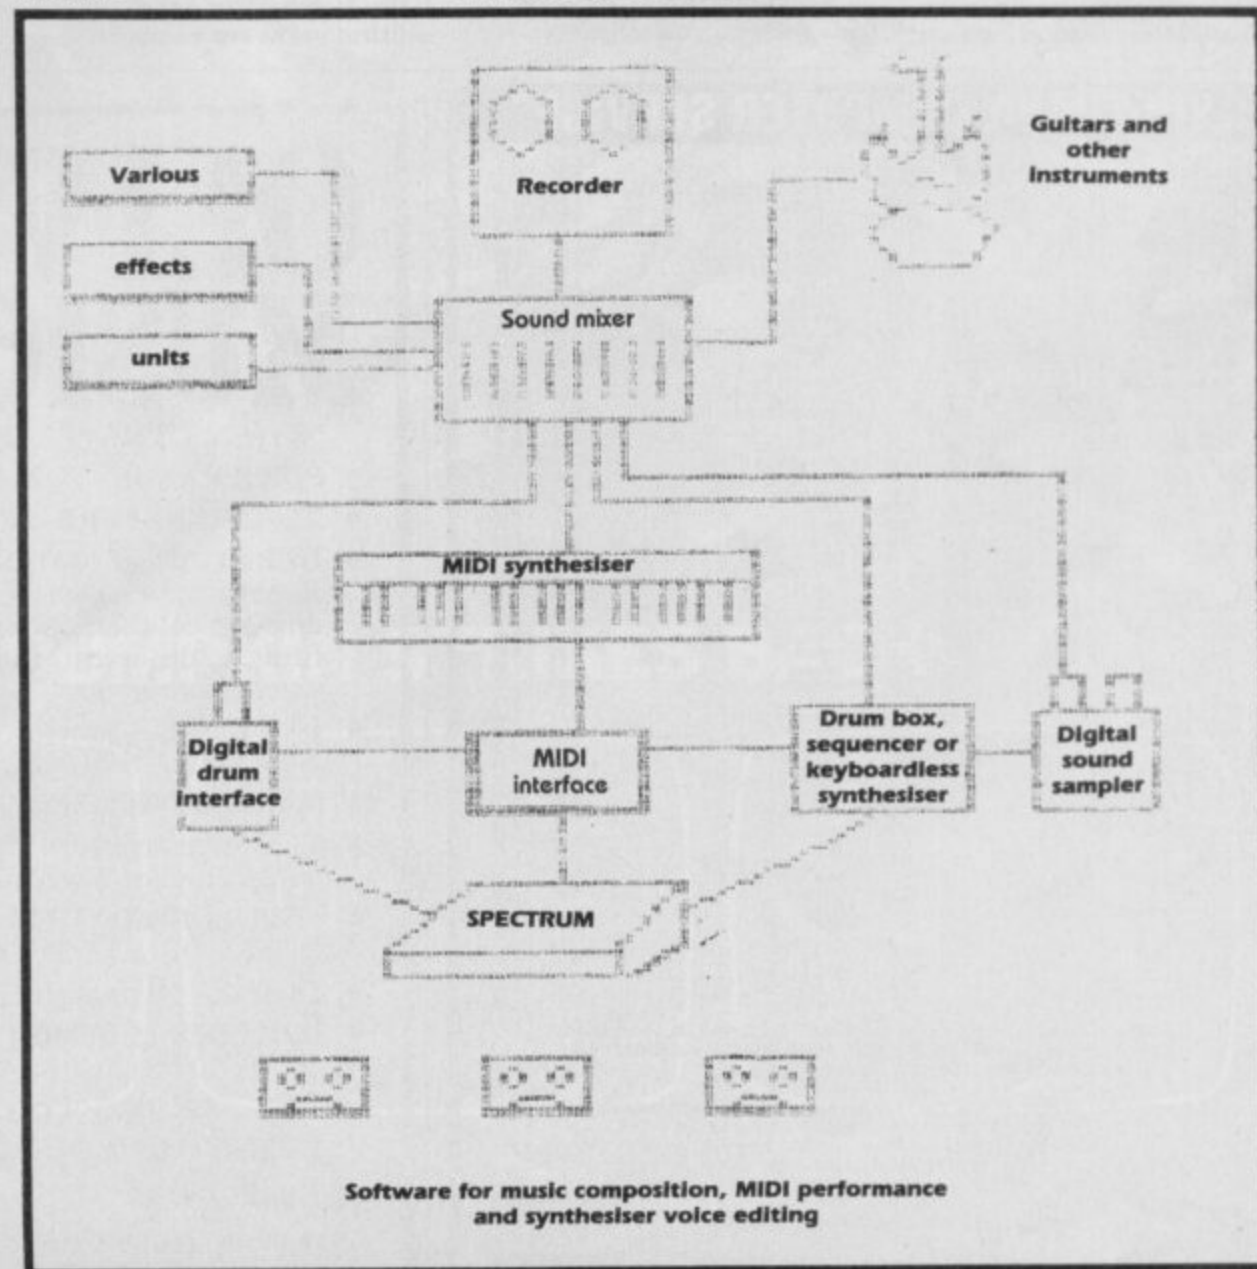 Recorder
Guitars and
other
instruments
Various
effects
units
Sound mixer
MIDI synthesiser
Digital
drum
interface
MIDI
interface
Drum box,
sequencer or
keyboardless
synthesiser
Digital
sound
sampler
SPECTRUM
Software for music composition, MIDI performance
and synthesiser voice editing